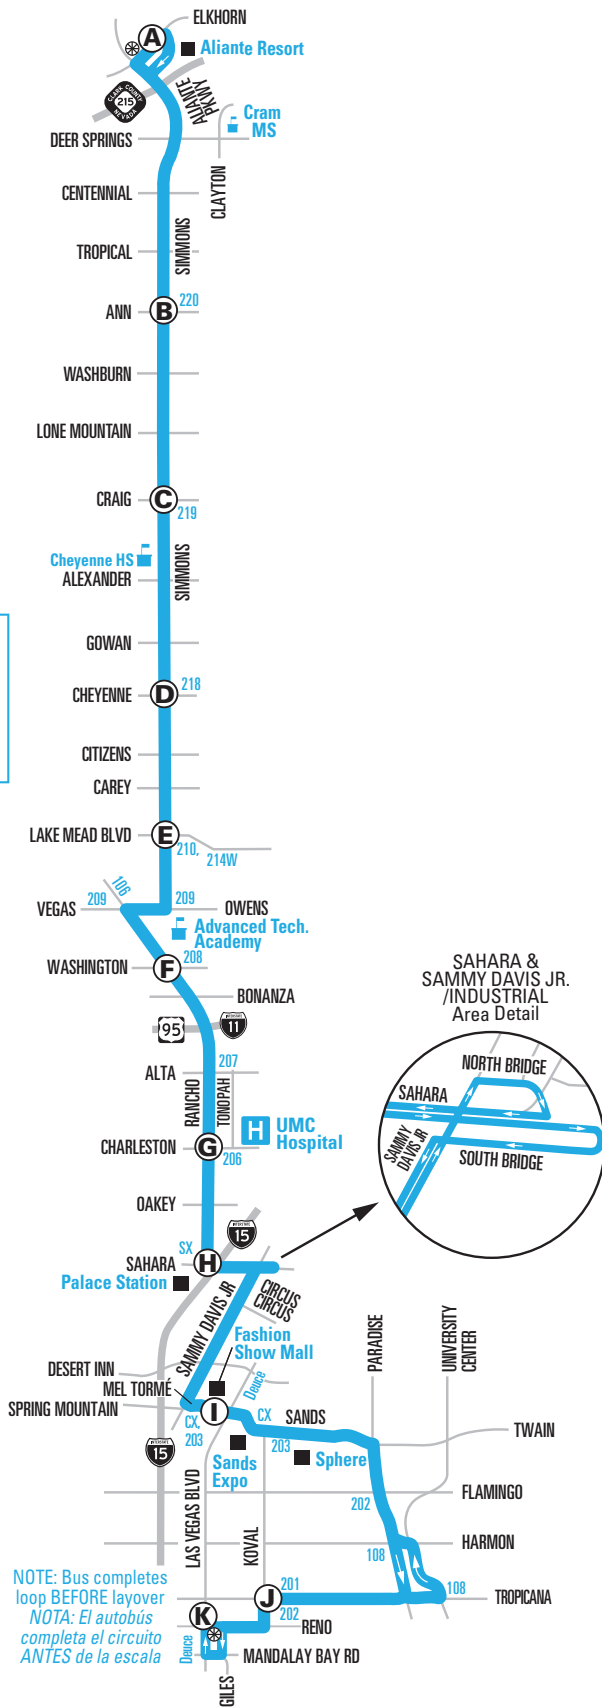 ELKHORN
A
Aliante Resort
CLARK COUNTY
215
NEVADA
ALIANTE
PKWY
Cram
MS
DEER SPRINGS
CLAYTON
CENTENNIAL
SIMMONS
TROPICAL
ANN
B
220
WASHBURN
LONE MOUNTAIN
CRAIG
C
219
Cheyenne HS
ALEXANDER
SIMMONS
GOWAN
CHEYENNE
D
218
CITIZENS
CAREY
LAKE MEAD BLVD
E
210,
214W
106
209
VEGAS
209
OWENS
Advanced Tech.
Academy
WASHINGTON
F
208
BONANZA
95
INTERSTATE
11
ALTA
207
RANCHO
TONOPAH
H
UMC
Hospital
CHARLESTON
G
206
OAKEY
INTERSTATE
15
SX
SAHARA
H
Palace Station
SAHARA &
SAMMY DAVIS JR.
/INDUSTRIAL
Area Detail
NORTH BRIDGE
SAHARA
SAMMY
DAVIS JR
SOUTH BRIDGE
CIRCUS
CIRCUS
SAMMY DAVIS JR
Fashion
Show Mall
DESERT INN
MEL TORMÉ
SPRING MOUNTAIN
Deuce
PARADISE
UNIVERSITY
CENTER
I
CX,
203
CX
SANDS
203
TWAIN
INTERSTATE
15
Sands
Expo
Sphere
LAS VEGAS BLVD
KOVAL
202
FLAMINGO
HARMON
108
108
TROPICANA
201
J
202
NOTE: Bus completes
loop BEFORE layover
NOTA: El autobús
completa el circuito
ANTES de la escala
K
RENO
Deuce
MANDALAY BAY RD
GILES